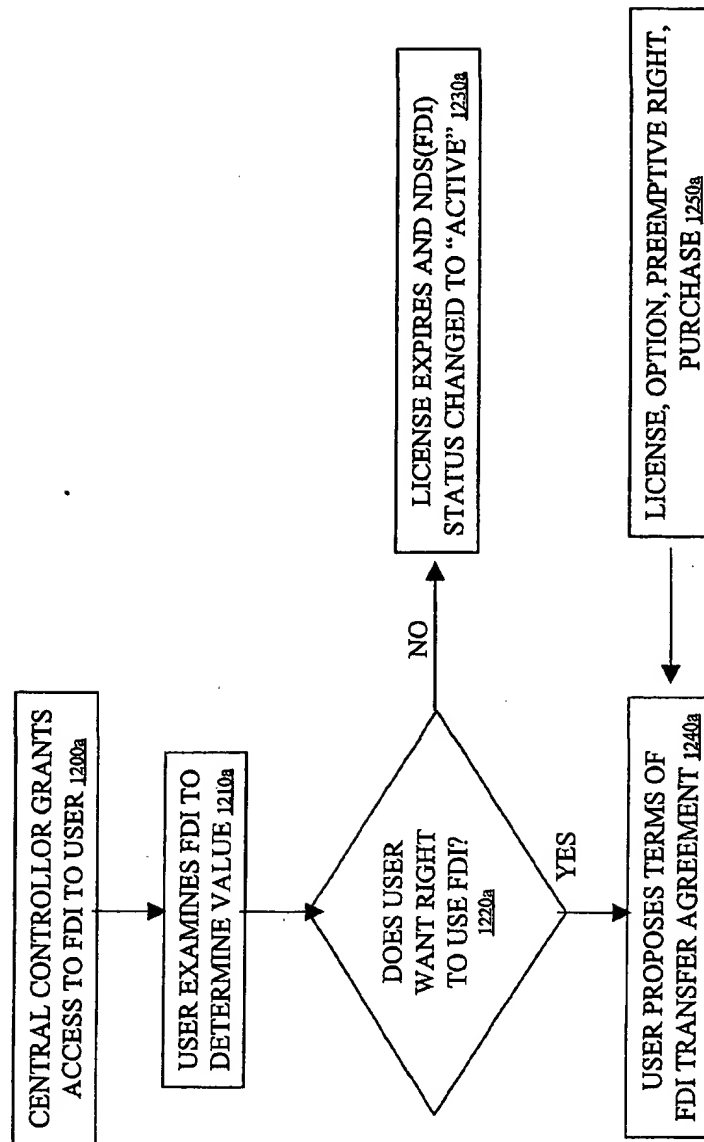 CENTRAL CONTROLLOR GRANTS
ACCESS TO FDI TO USER 1200a
USER EXAMINES FDI TO
DETERMINE VALUE 1210a
DOES USER
WANT RIGHT
TO USE FDI?
1220a
NO
LICENSE EXPIRES AND NDS(FDI)
STATUS CHANGED TO "ACTIVE" 1230a
YES
USER PROPOSES TERMS OF
FDI TRANSFER AGREEMENT 1240a
LICENSE, OPTION, PREEMPTIVE RIGHT,
PURCHASE 1250a